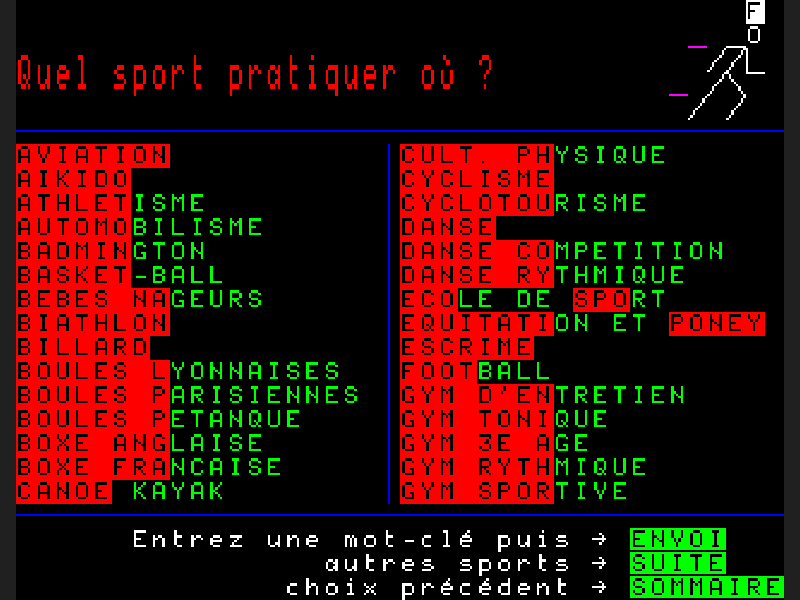 F
Quel sport pratiquer où ?
AVIATION
AIKIDO
ATHLETISME
AUTOMOBILISME
BADMINGTON
BASKET-BALL
BEBES NAGEURS
BIATHLON
BILLARD
BOULES LYONNAISES
BOULES PARISIENNES
BOULES PETANQUE
BOXE ANGLAISE
BOXE FRANCAISE
CANOE KAYAK
CULT. PHYSIQUE
CYCLISME
CYCLOTOURISME
DANSE
DANSE COMPETITION
DANSE RYTHMIQUE
ECOLE DE SPORT
EQUITATION ET PONEY
ESCRIME
FOOTBALL
GYM D'ENTRETIEN
GYM TONIQUE
GYM 3E AGE
GYM RYTHMIQUE
GYM SPORTIVE
Entrez une mot-clé puis → ENVOI
autres sports → SUITE
choix précédent → SOMMAIRE